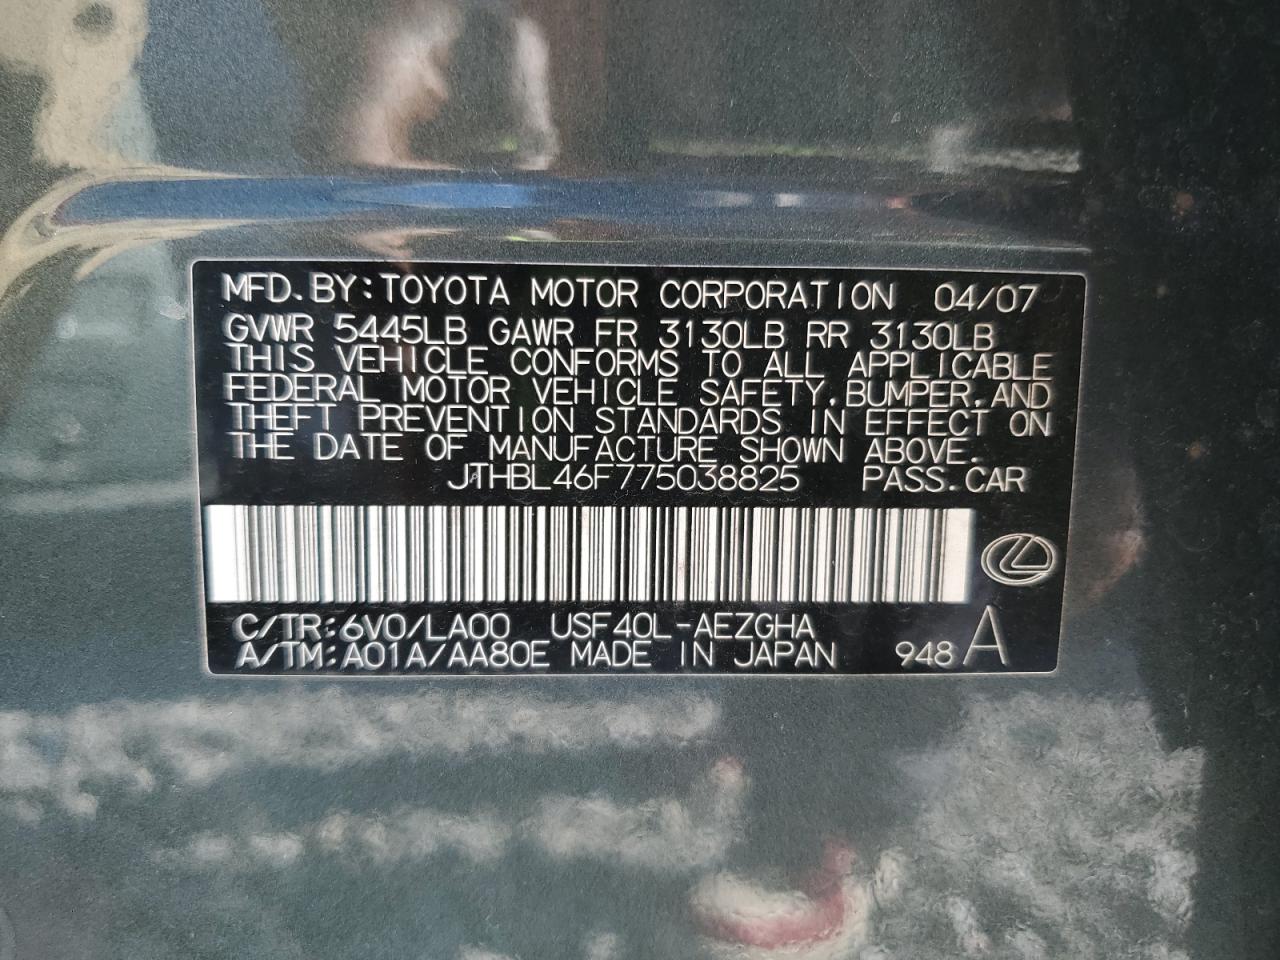 MFD.BY:TOYOTA MOTOR CORPORATION 04/07
GVWR 5445LB GAWR FR 3130LB RR 3130LB
THIS VEHICLE CONFORMS TO ALL APPLICABLE
FEDERAL MOTOR VEHICLE SAFETY,BUMPER,AND
THEFT PREVENTION STANDARDS IN EFFECT ON
THE DATE OF MANUFACTURE SHOWN ABOVE.
JTHBL46F775038825 PASS.CAR
C/TR:6V0/LA00 USF40L-AEZGHA
A/TM:A01A/AA80E MADE IN JAPAN 948 A